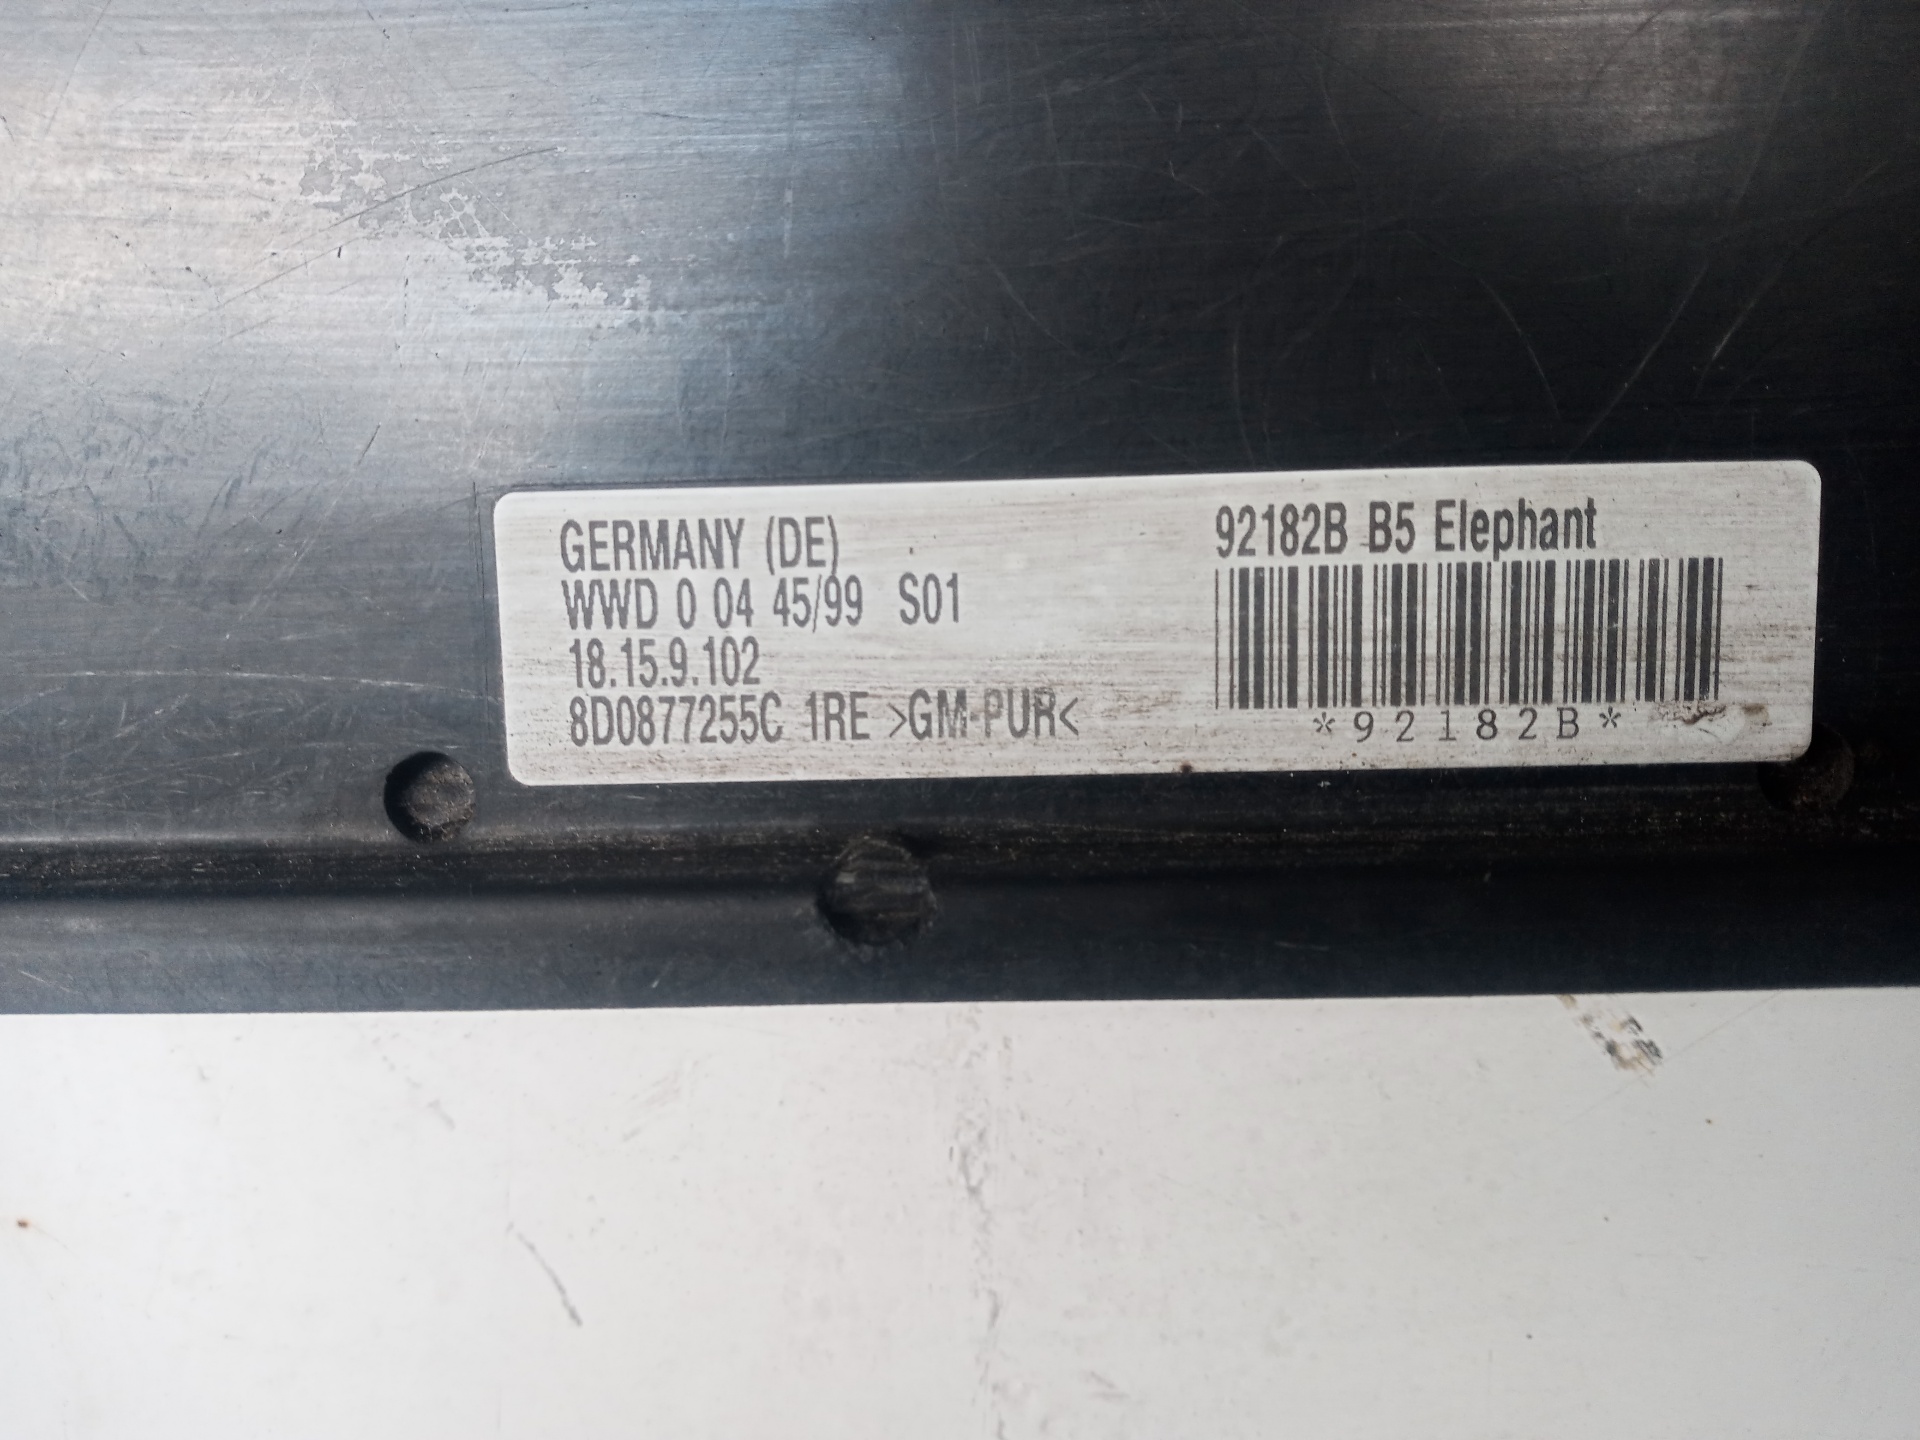 GERMANY (DE)
WWD 0 04 45/99 S01
18.15.9.102
8D0877255C 1RE >GM-PUR<
92182B B5 Elephant
*92182B*